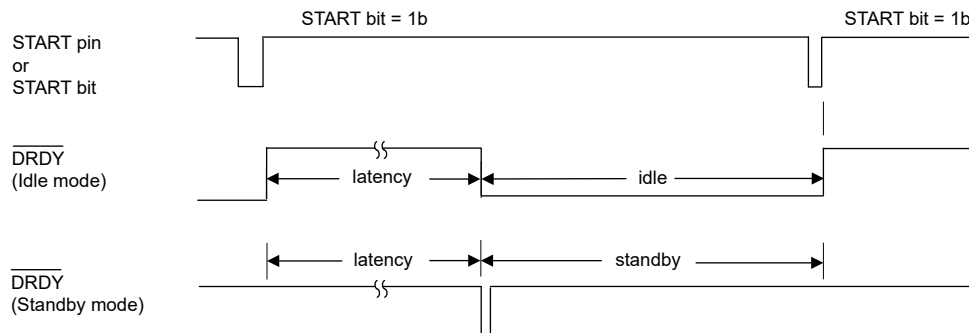 START bit = 1b
START bit = 1b
START pin
or
START bit
DRDY
(Idle mode)
latency
idle
DRDY
(Standby mode)
latency
standby